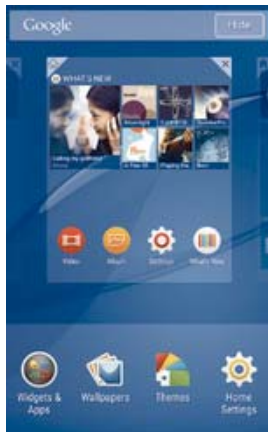 Google
Hide
WHAT'S NEW
Video
Album
Settings
What's New
Widgets &
Apps
Wallpapers
Themes
Home
Settings